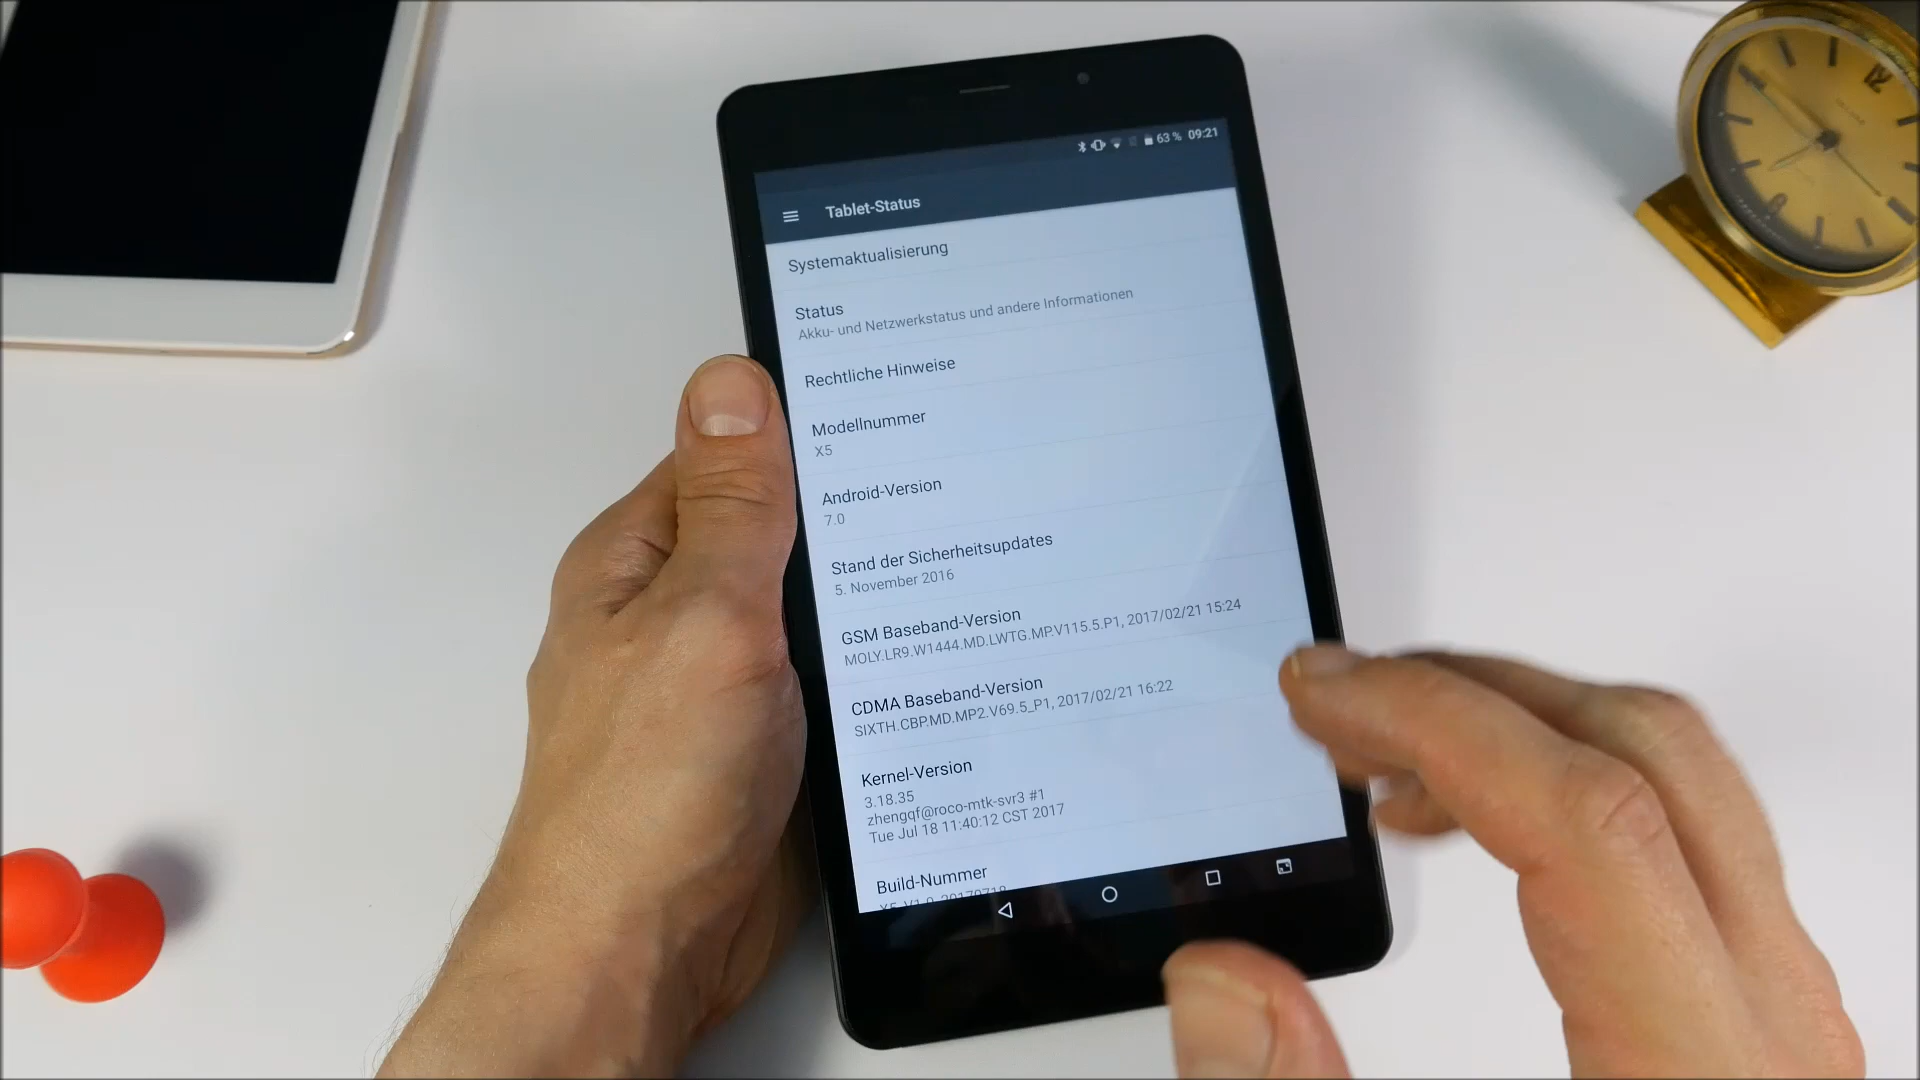 63 % 09:21
Tablet-Status
Systemaktualisierung
Status
Akku- und Netzwerkstatus und andere Informationen
Rechtliche Hinweise
Modellnummer
X5
Android-Version
7.0
Stand der Sicherheitsupdates
5. November 2016
GSM Baseband-Version
MOLY.LR9.W1444.MD.LWTG.MP.V115.5.P1, 2017/02/21 15:24
CDMA Baseband-Version
SIXTH.CBP.MD.MP2.V69.5_P1, 2017/02/21 16:22
Kernel-Version
3.18.35
zhengqf@roco-mtk-svr3 #1
Tue Jul 18 11:40:12 CST 2017
Build-Nummer
12